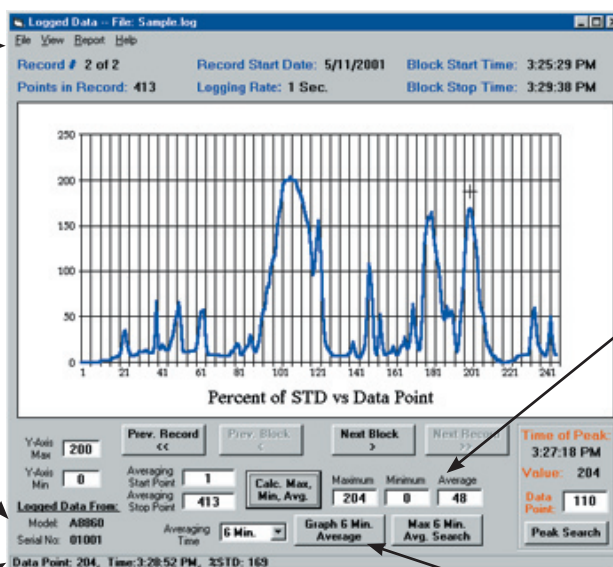 Logged Data -- File: Sample.log
File View Report Help
Record # 2 of 2 Record Start Date: 5/11/2001 Block Start Time: 3:25:29 PM
Points in Record: 413 Logging Rate: 1 Sec. Block Stop Time: 3:29:38 PM
250
200
150
100
50
0
1 21 41 61 81 101 121 141 161 181 201 221 241
Percent of STD vs Data Point
Y-Axis Max 200
Prev. Record << Prev. Block < Next Block > Next Record >>
Time of Peak:
3:27:18 PM
Y-Axis Min 0
Averaging Start Point 1
Averaging Stop Point 413
Calc. Max, Min, Avg.
Maximum Minimum Average
204 0 48
Value: 204
Data Point: 110
Logged Data From:
Model: A8860
Serial No: 01001
Averaging Time 6 Min.
Graph 6 Min. Average
Max 6 Min. Avg. Search
Peak Search
Data Point: 204, Time:3:28:52 PM, %STD: 169